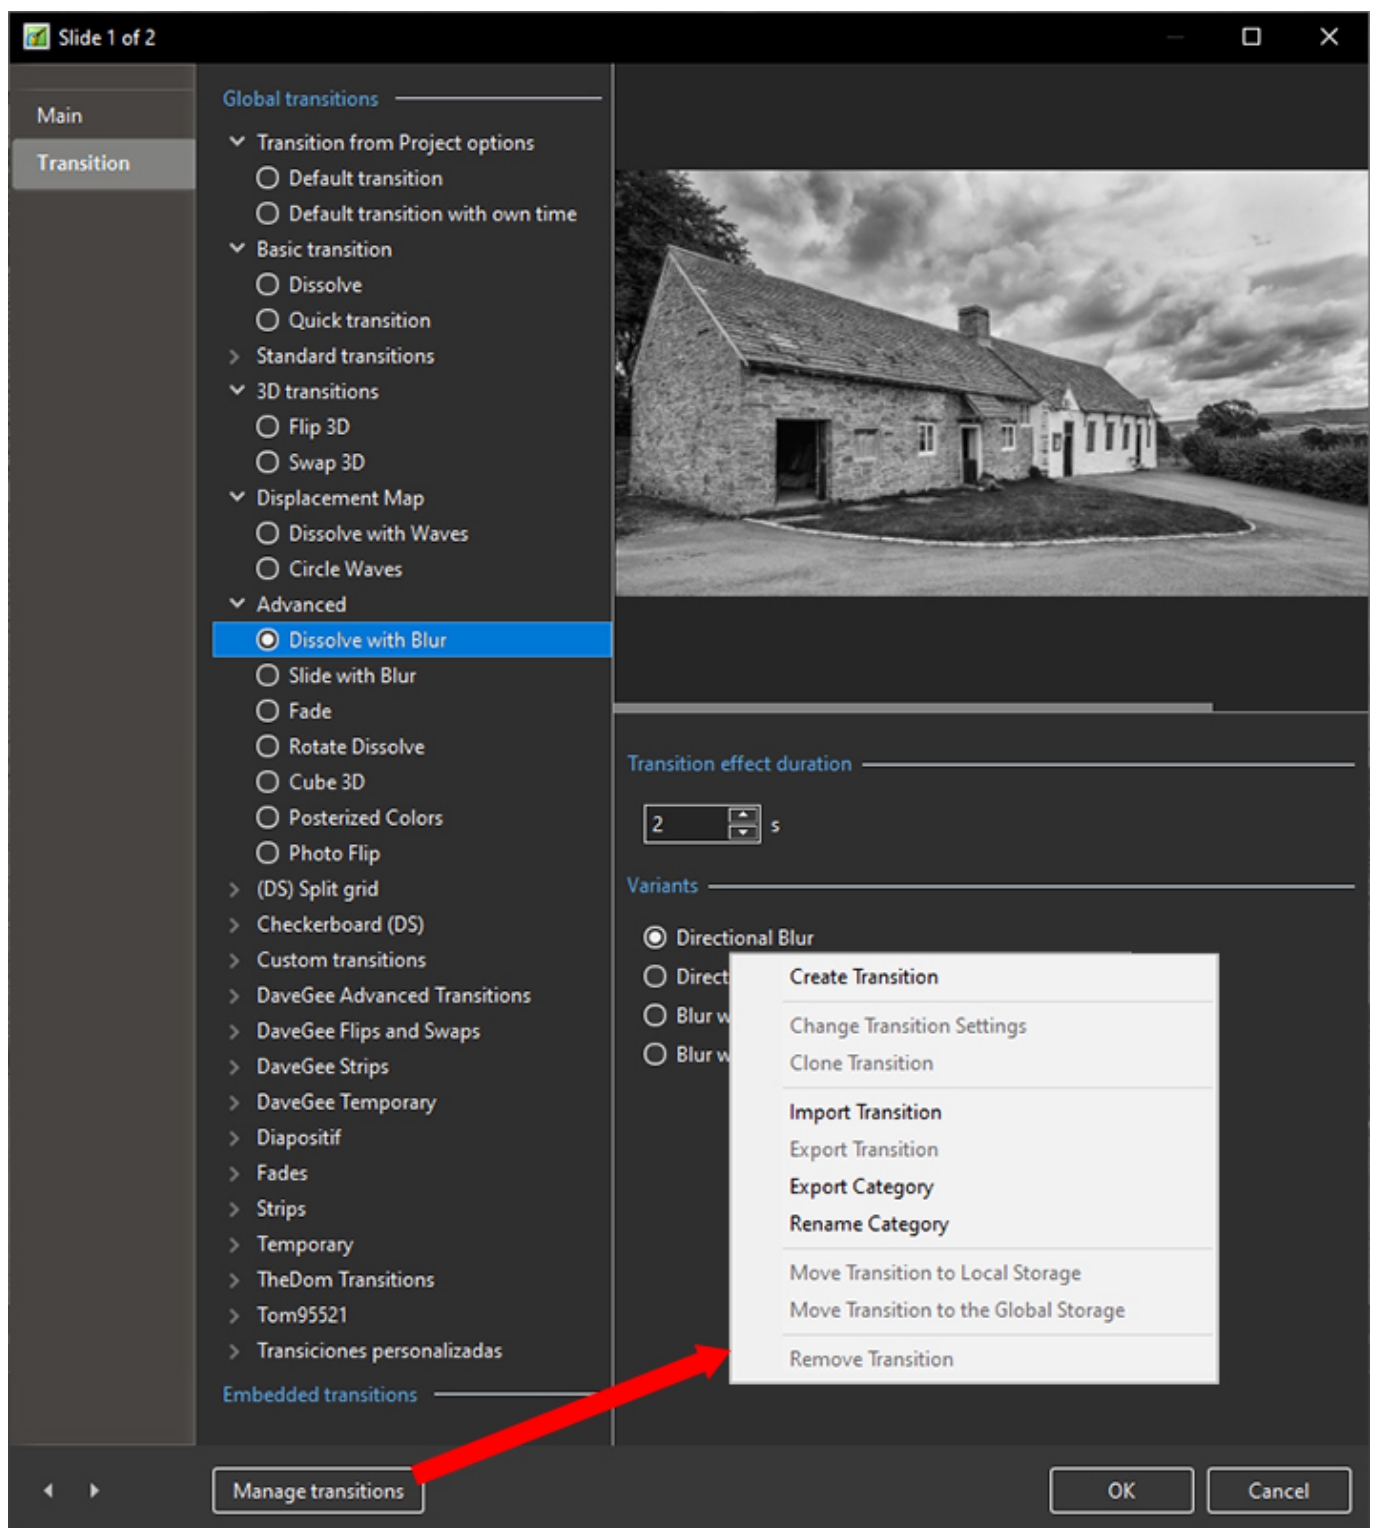 Slide 1 of 2
Main
Transition
Global transitions
Transition from Project options
Default transition
Default transition with own time
Basic transition
Dissolve
Quick transition
Standard transitions
3D transitions
Flip 3D
Swap 3D
Displacement Map
Dissolve with Waves
Circle Waves
Advanced
Dissolve with Blur
Slide with Blur
Fade
Rotate Dissolve
Cube 3D
Posterized Colors
Photo Flip
(DS) Split grid
Checkerboard (DS)
Custom transitions
DaveGee Advanced Transitions
DaveGee Flips and Swaps
DaveGee Strips
DaveGee Temporary
Diapositif
Fades
Strips
Temporary
TheDom Transitions
Tom95521
Transiciones personalizadas
Embedded transitions
Transition effect duration
2 s
Variants
Directional Blur
Direct
Blur w
Blur w
Create Transition
Change Transition Settings
Clone Transition
Import Transition
Export Transition
Export Category
Rename Category
Move Transition to Local Storage
Move Transition to the Global Storage
Remove Transition
Manage transitions
OK
Cancel